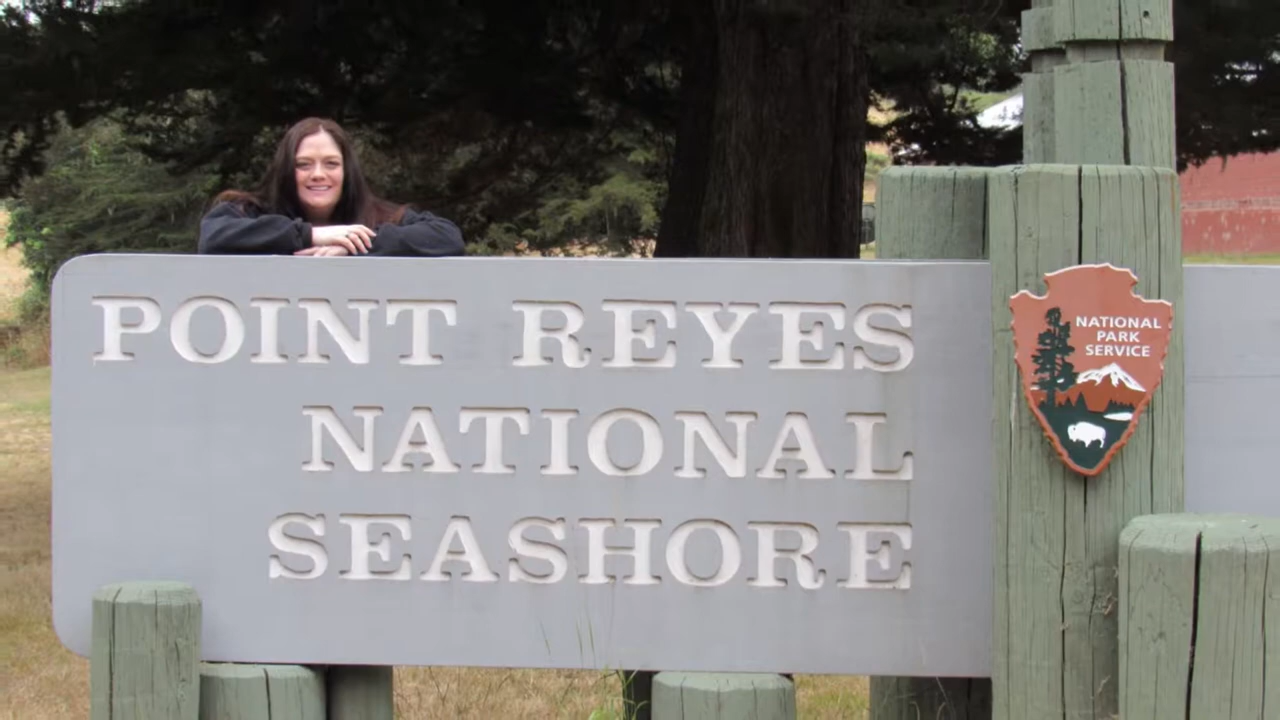 POINT REYES
NATIONAL
SEASHORE
NATIONAL
PARK
SERVICE